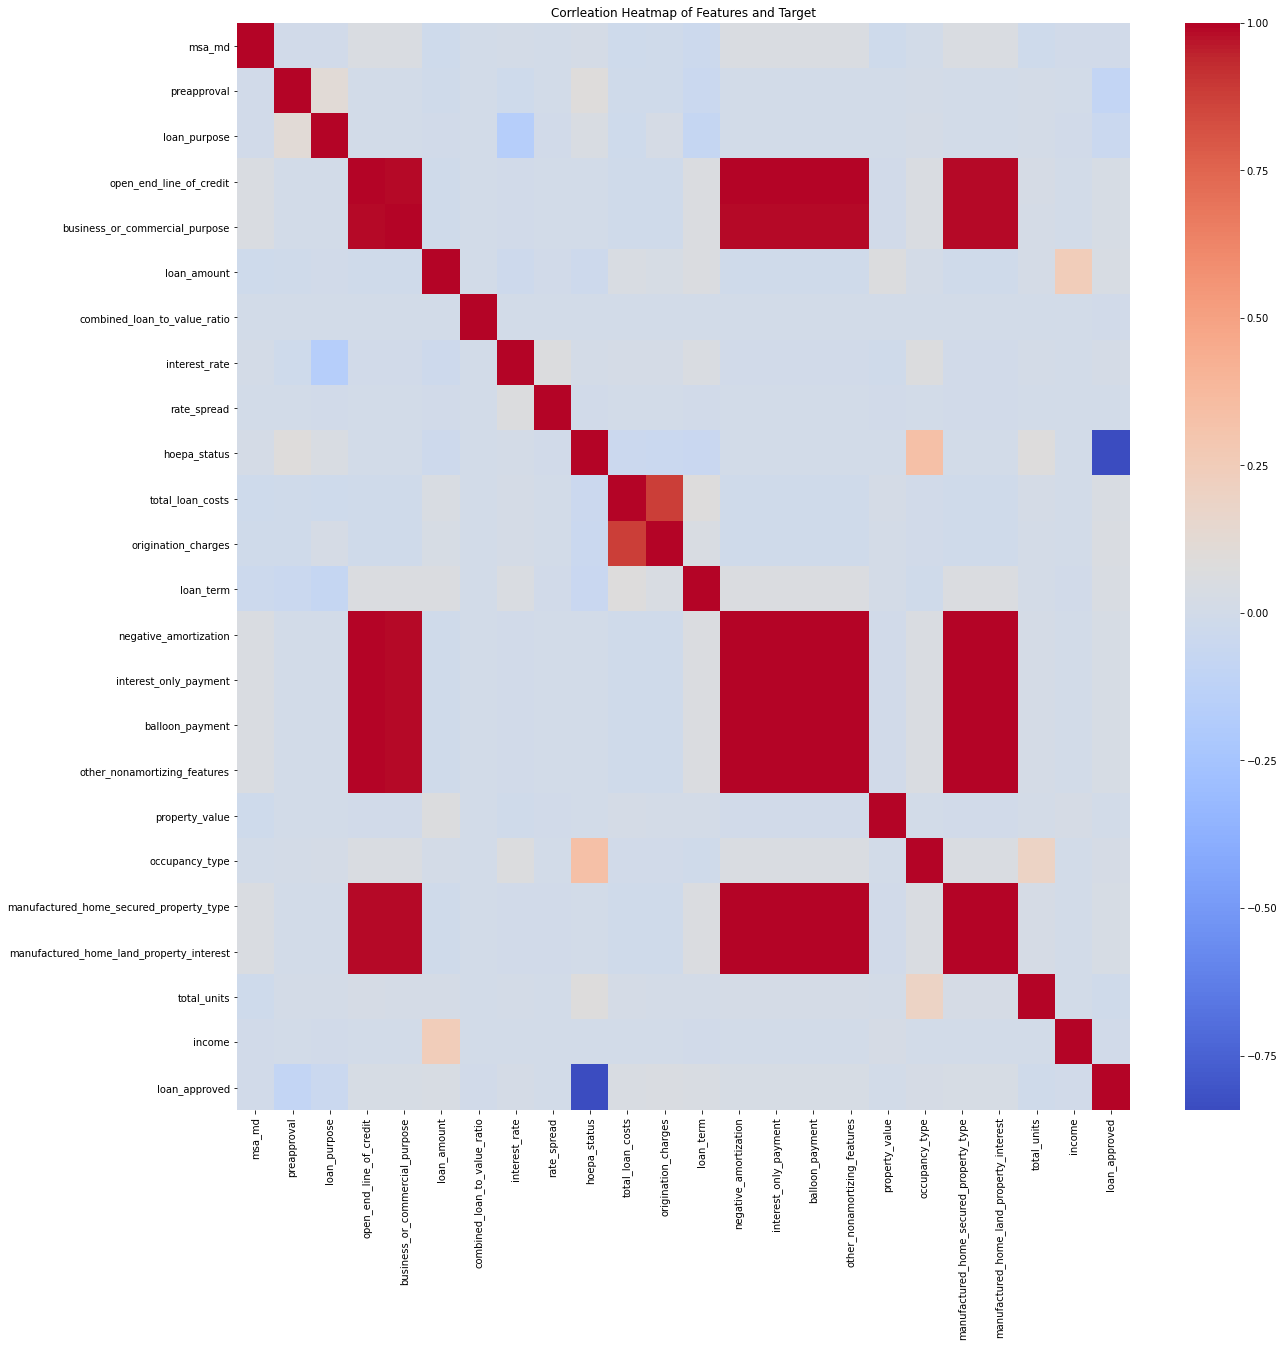 Corrleation Heatmap of Features and Target
msa_md
preapproval
loan_purpose
open_end_line_of_credit
business_or_commercial_purpose
loan_amount
combined_loan_to_value_ratio
interest_rate
rate_spread
hoepa_status
total_loan_costs
origination_charges
loan_term
negative_amortization
interest_only_payment
balloon_payment
other_nonamortizing_features
property_value
occupancy_type
manufactured_home_secured_property_type
manufactured_home_land_property_interest
total_units
income
loan_approved
msa_md
preapproval
loan_purpose
open_end_line_of_credit
business_or_commercial_purpose
loan_amount
combined_loan_to_value_ratio
interest_rate
rate_spread
hoepa_status
total_loan_costs
origination_charges
loan_term
negative_amortization
interest_only_payment
balloon_payment
other_nonamortizing_features
property_value
occupancy_type
manufactured_home_secured_property_type
manufactured_home_land_property_interest
total_units
income
loan_approved
1.00
0.75
0.50
0.25
0.00
−0.25
−0.50
−0.75